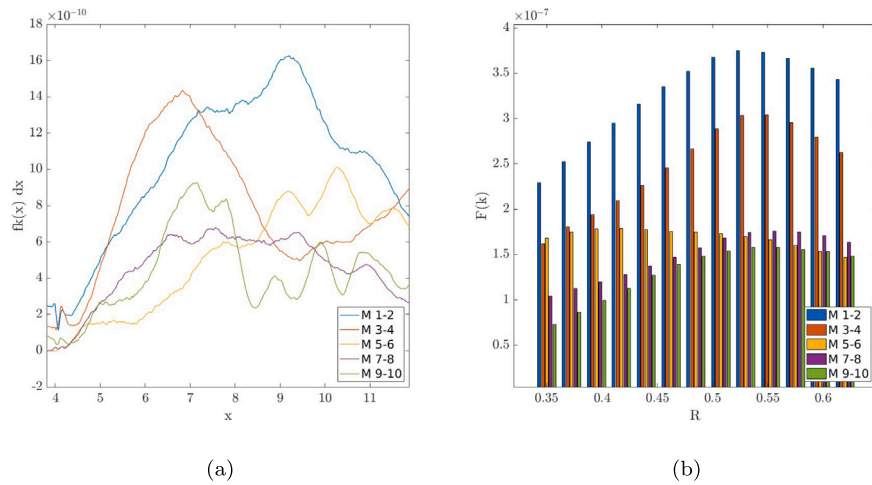 ×10⁻¹⁰
18
16
14
12
10
8
6
4
2
0
-2
fk(x) dx
4 5 6 7 8 9 10 11
x
M 1-2
M 3-4
M 5-6
M 7-8
M 9-10
(a)
×10⁻⁷
4
3.5
3
2.5
2
1.5
1
0.5
F(k)
0.35 0.4 0.45 0.5 0.55 0.6
R
M 1-2
M 3-4
M 5-6
M 7-8
M 9-10
(b)